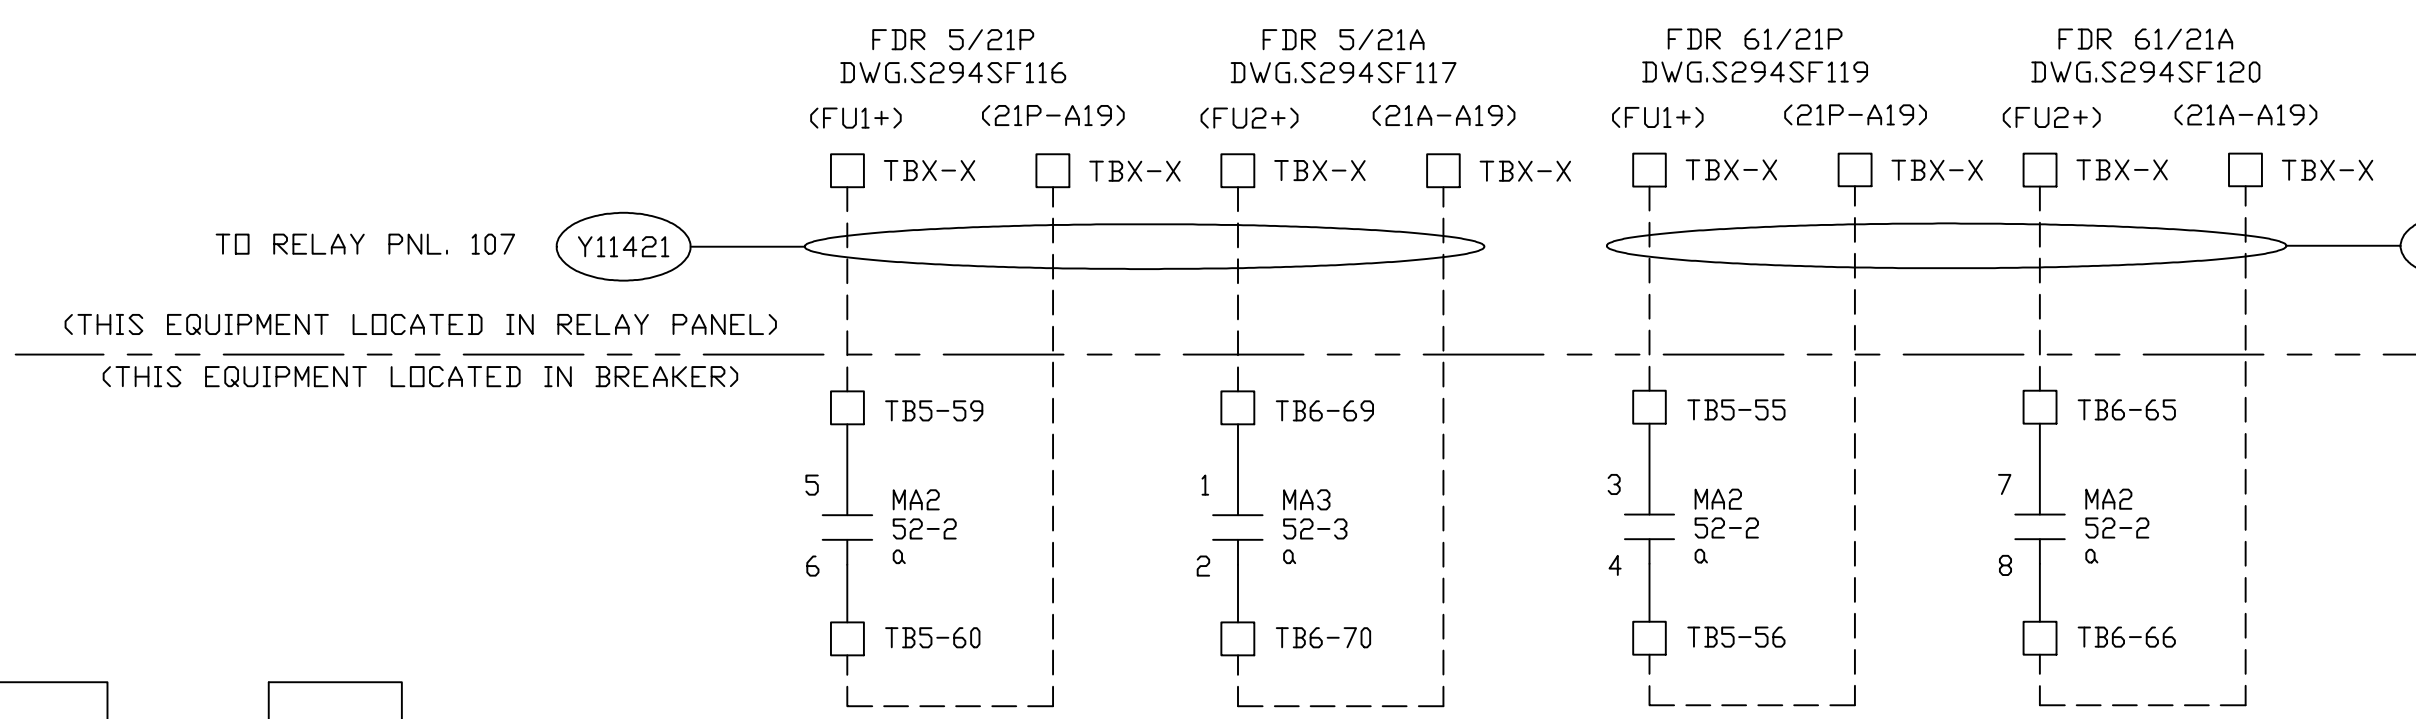 FDR 5/21P
DWG.S294SF116
(FU1+) (21P-A19)
FDR 5/21A
DWG.S294SF117
(FU2+) (21A-A19)
FDR 61/21P
DWG.S294SF119
(FU1+) (21P-A19)
FDR 61/21A
DWG.S294SF120
(FU2+) (21A-A19)
TBX-X TBX-X TBX-X TBX-X TBX-X TBX-X TBX-X TBX-X
TO RELAY PNL. 107 Y11421
(THIS EQUIPMENT LOCATED IN RELAY PANEL)
(THIS EQUIPMENT LOCATED IN BREAKER)
TB5-59
5
MA2
52-2
a
6
TB5-60
TB6-69
1
MA3
52-3
a
2
TB6-70
TB5-55
3
MA2
52-2
a
4
TB5-56
TB6-65
7
MA2
52-2
a
8
TB6-66